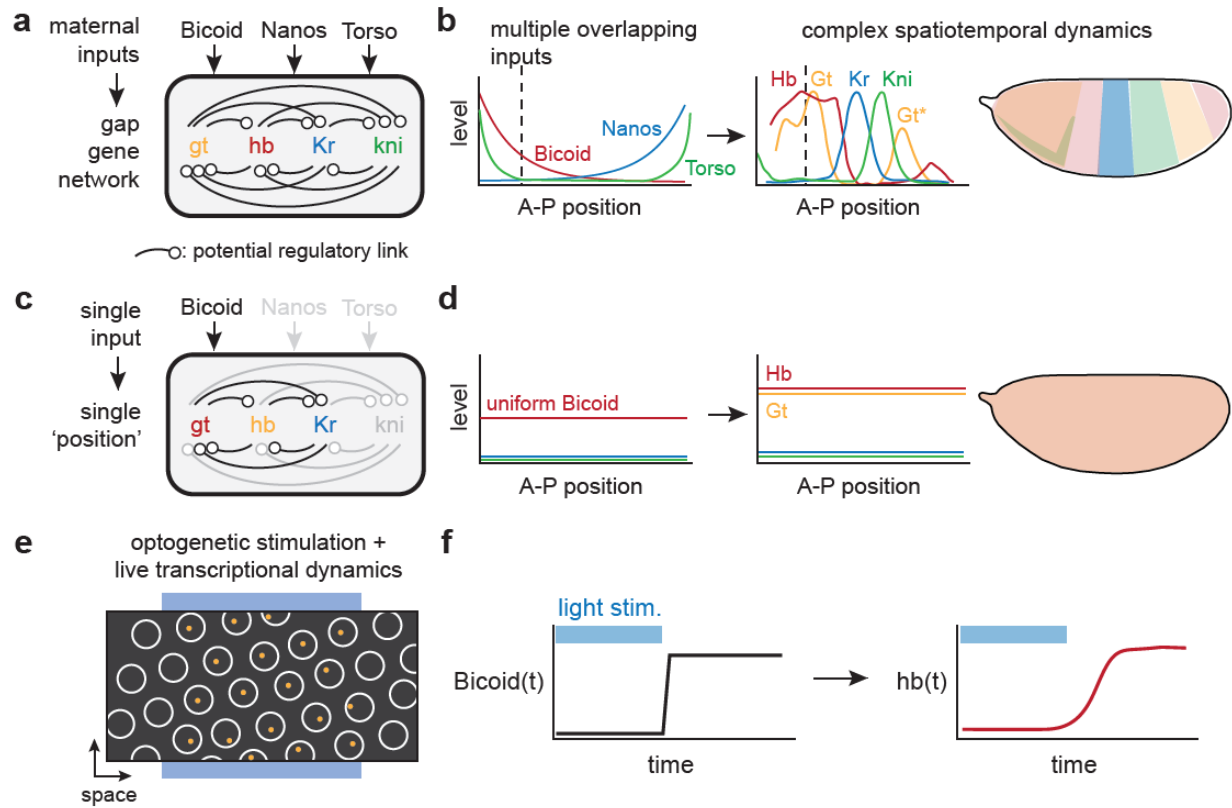 a
maternal
inputs
gap
gene
network
Bicoid Nanos Torso
gt hb Kr kni
: potential regulatory link
b
multiple overlapping
inputs
level
Nanos
Bicoid
Torso
A-P position
complex spatiotemporal dynamics
Hb Gt Kr Kni
Gt*
A-P position
c
single
input
single
'position'
Bicoid Nanos Torso
gt hb Kr kni
d
level
uniform Bicoid
A-P position
Hb
Gt
A-P position
e
optogenetic stimulation +
live transcriptional dynamics
space
f
light stim.
Bicoid(t)
time
hb(t)
time